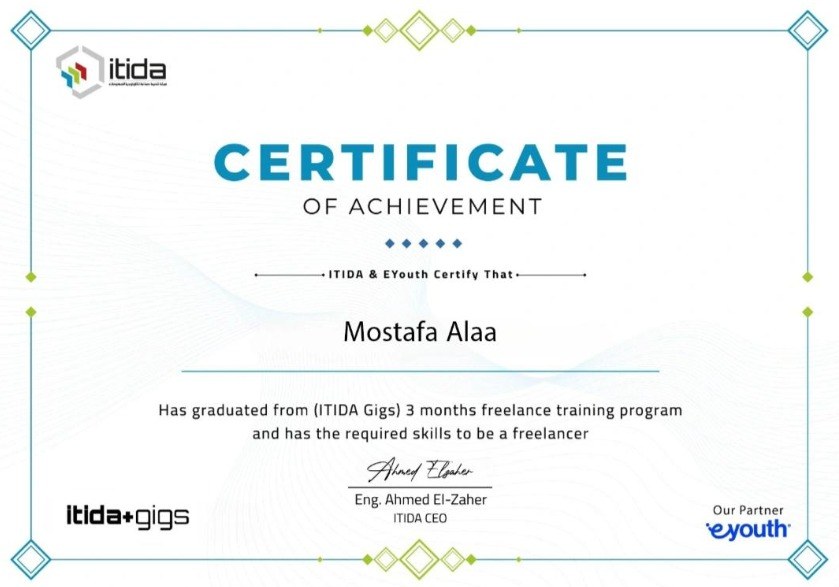 itida
CERTIFICATE
OF ACHIEVEMENT
ITIDA & EYouth Certify That
Mostafa Alaa
Has graduated from (ITIDA Gigs) 3 months freelance training program
and has the required skills to be a freelancer
Ahmed Elzaher
Eng. Ahmed El-Zaher
ITIDA CEO
itida+gigs
Our Partner
eyouth